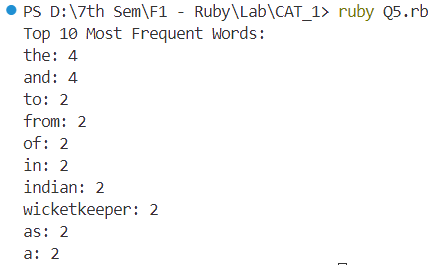 PS D:\7th Sem\F1 - Ruby\Lab\CAT_1> ruby Q5.rb
Top 10 Most Frequent Words:
the: 4
and: 4
to: 2
from: 2
of: 2
in: 2
indian: 2
wicketkeeper: 2
as: 2
a: 2